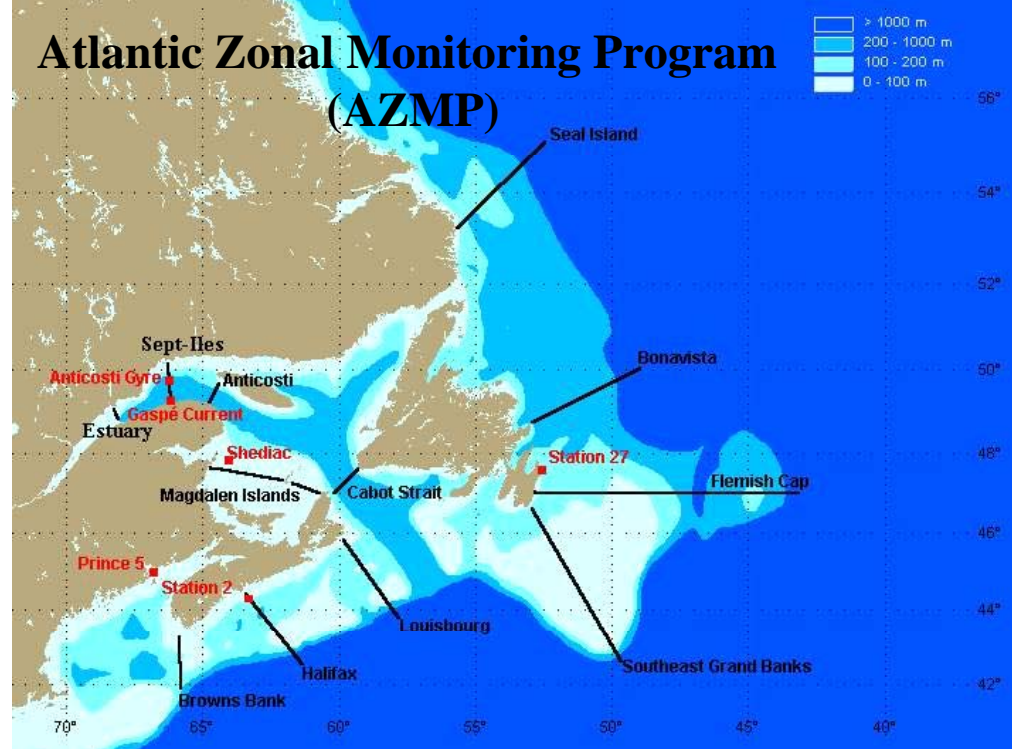 Atlantic Zonal Monitoring Program
(AZMP)
> 1000 m
200 - 1000 m
100 - 200 m
0 - 100 m
56°
Seal Island
54°
52°
Sept-Iles
Bonavista
50°
Anticosti Gyre
Anticosti
Gaspé Current
Estuary
Shediac
Station 27
48°
Flemish Cap
Magdalen Islands
Cabot Strait
46°
Prince 5
Station 2
44°
Louisbourg
Halifax
Southeast Grand Banks
42°
Browns Bank
70°
65°
60°
55°
50°
45°
40°